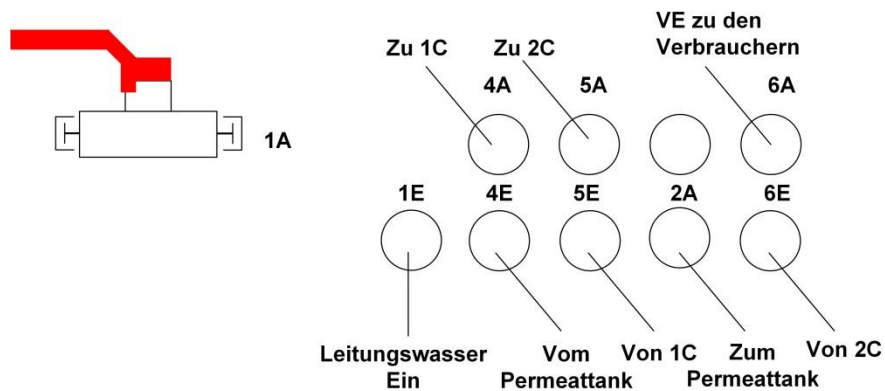 VE zu den
Verbrauchern
Zu 1C Zu 2C
4A 5A 6A
1A
1E 4E 5E 2A 6E
Leitungswasser Vom Von 1C Zum Von 2C
Ein Permeattank Permeattank